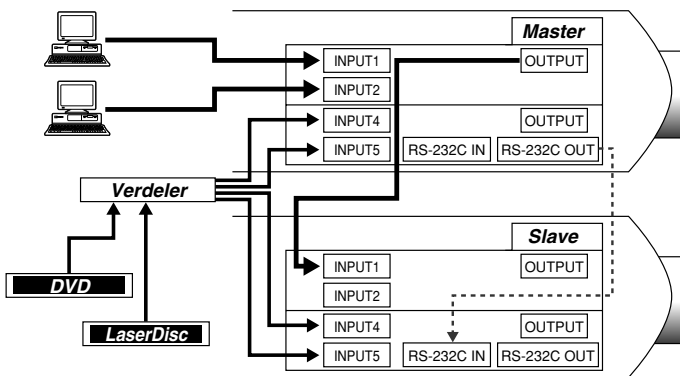 Master
INPUT1 OUTPUT
INPUT2
INPUT4 OUTPUT
INPUT5 RS-232C IN RS-232C OUT
Verdeler
Slave
INPUT1 OUTPUT
DVD
INPUT2
LaserDisc
INPUT4 OUTPUT
INPUT5 RS-232C IN RS-232C OUT